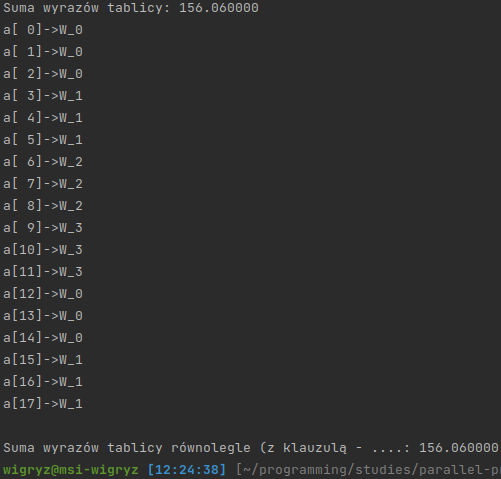 Suma wyrazów tablicy: 156.060000
a[ 0]->W_0
a[ 1]->W_0
a[ 2]->W_0
a[ 3]->W_1
a[ 4]->W_1
a[ 5]->W_1
a[ 6]->W_2
a[ 7]->W_2
a[ 8]->W_2
a[ 9]->W_3
a[10]->W_3
a[11]->W_3
a[12]->W_0
a[13]->W_0
a[14]->W_0
a[15]->W_1
a[16]->W_1
a[17]->W_1
Suma wyrazów tablicy równolegle (z klauzulą - ....: 156.060000
wigryz@msi-wigryz [12:24:38] [~/programming/studies/parallel-p